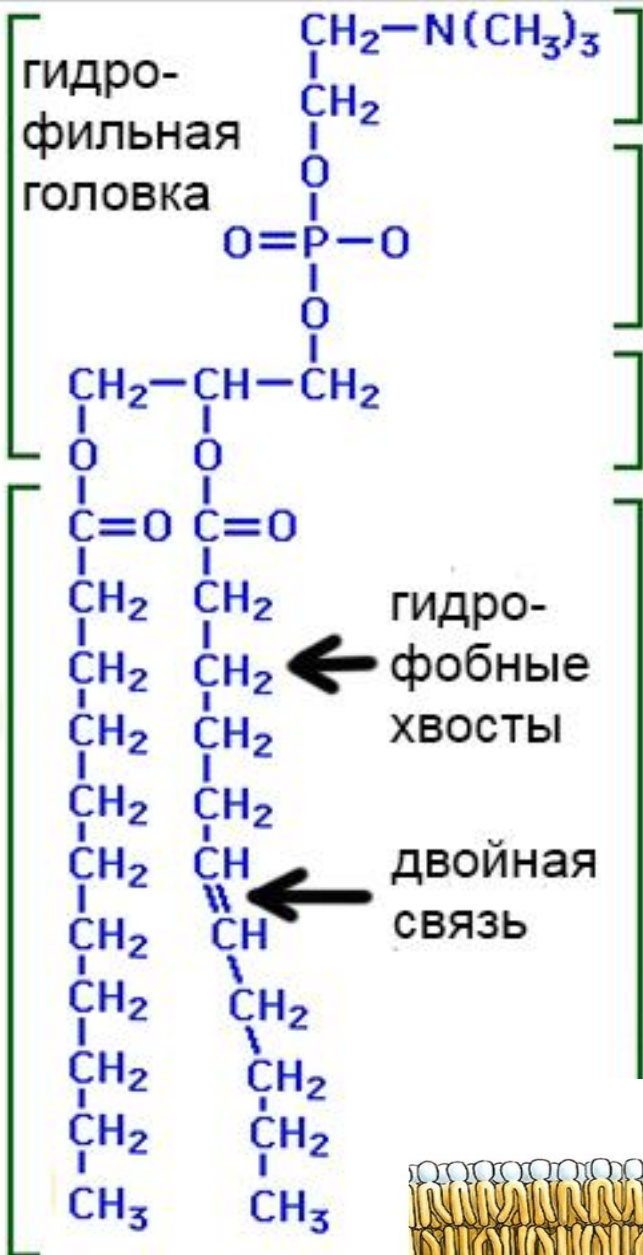 CH₂—N(CH₃)₃
гидро-
фильная
головка
CH₂
O
O=P—O
O
CH₂—CH—CH₂
O O
C=O C=O
CH₂ CH₂
гидро-
фобные
хвосты
CH₂ CH₂
CH₂ CH₂
CH₂ CH₂
CH₂ CH
двойная
связь
CH₂ CH
CH₂ CH₂
CH₂ CH₂
CH₂ CH₂
CH₃ CH₃